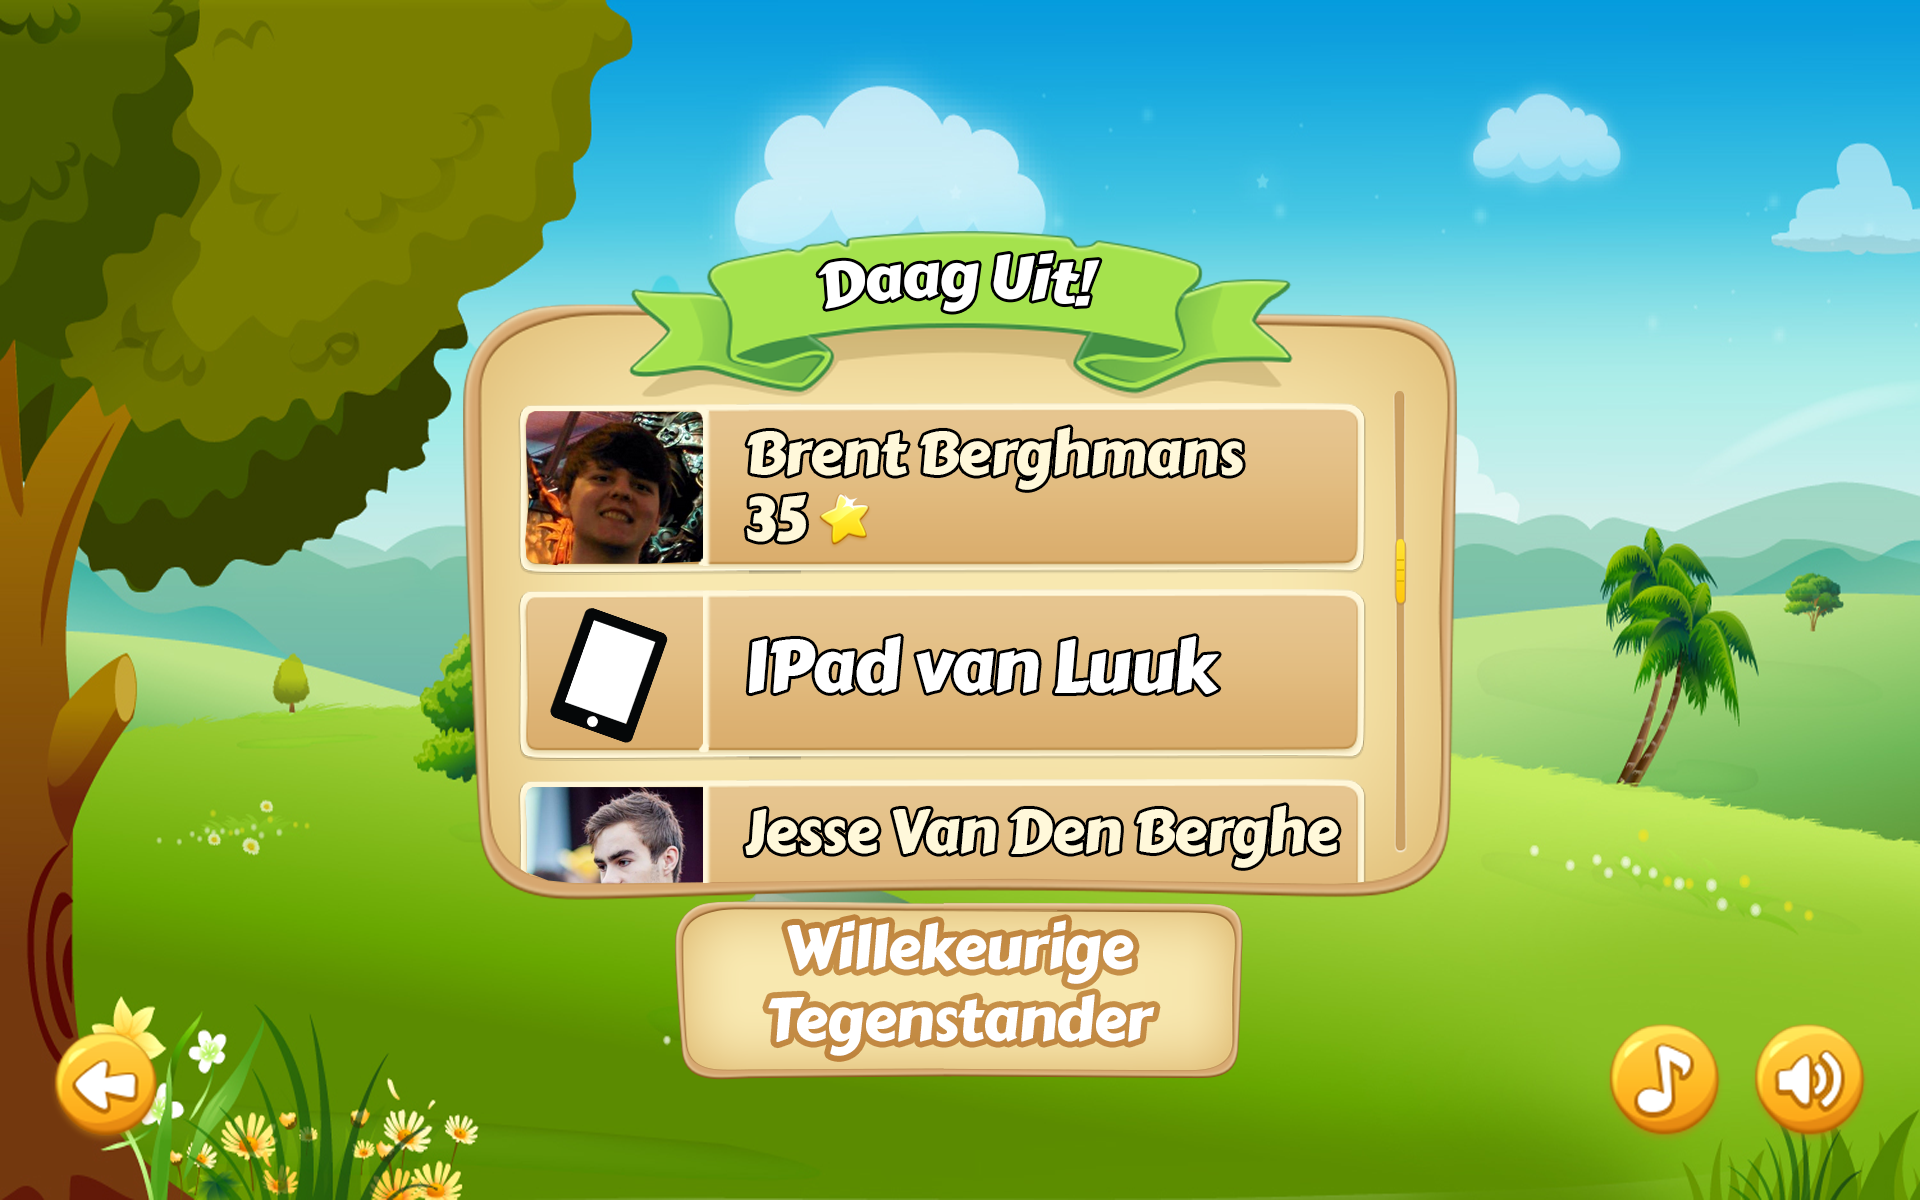 Daag Uit!
Brent Berghmans
35
IPad van Luuk
Jesse Van Den Berghe
Willekeurige
Tegenstander